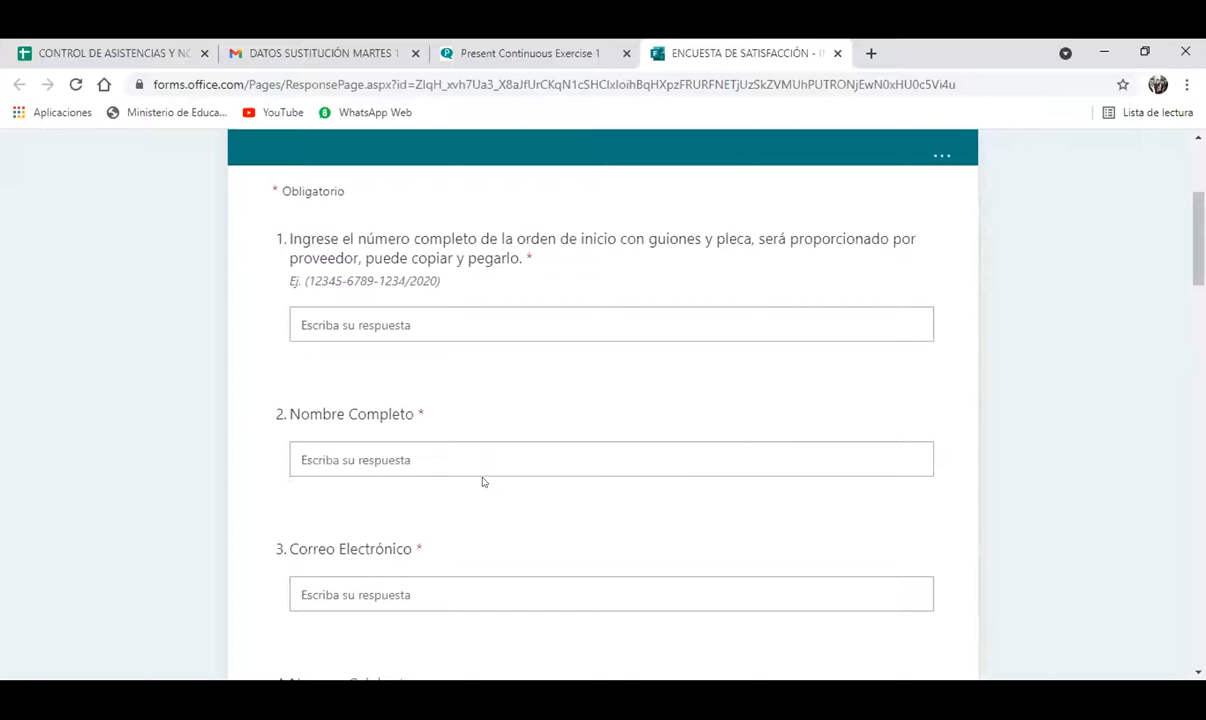 CONTROL DE ASISTENCIAS Y NO
DATOS SUSTITUCIÓN MARTES 1
Present Continuous Exercise 1
ENCUESTA DE SATISFACCIÓN - I
forms.office.com/Pages/ResponsePage.aspx?id=ZIqH_xvh7Ua3_X8aJfUrCKqN1cSHCIxIoihBqHXpzFRURFNETjUzSkZVMUhPUTRONjEwN0xHU0c5Vi4u
Aplicaciones
Ministerio de Educa...
YouTube
WhatsApp Web
Lista de lectura
...
* Obligatorio
1. Ingrese el número completo de la orden de inicio con guiones y pleca, será proporcionado por
proveedor, puede copiar y pegarlo. *
Ej. (12345-6789-1234/2020)
Escriba su respuesta
2. Nombre Completo *
Escriba su respuesta
3. Correo Electrónico *
Escriba su respuesta